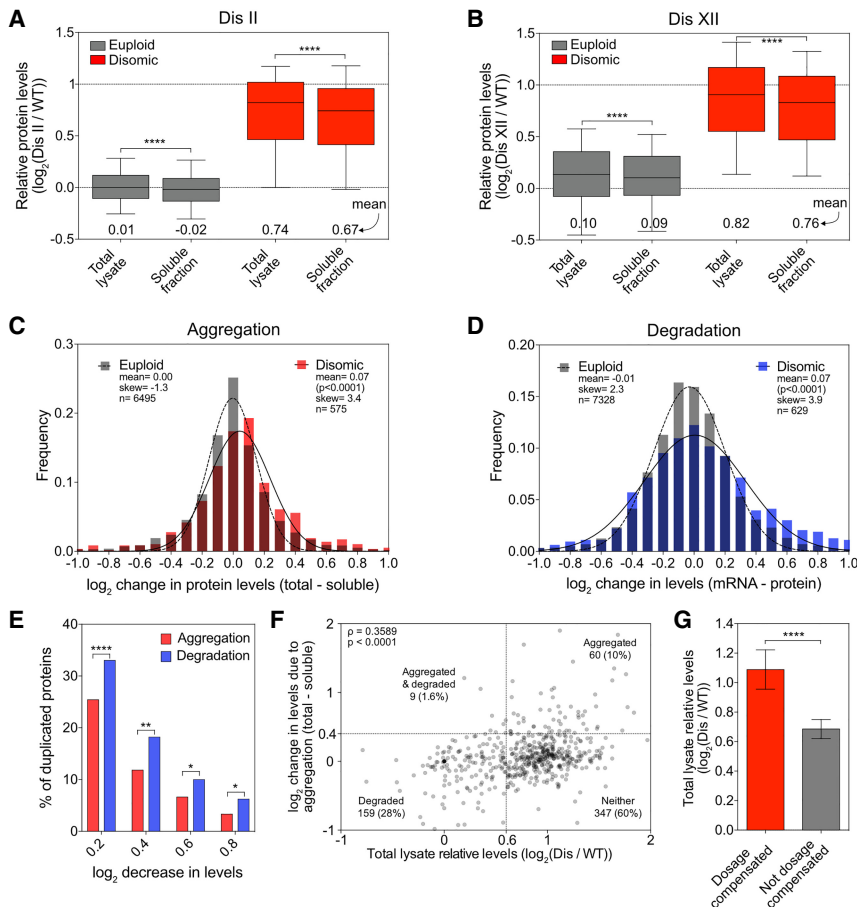 A
Dis II
Relative protein levels
(log2(Dis II / WT))
1.5
1.0
0.5
0.0
-0.5
Euploid
Disomic
****
****
0.01
-0.02
0.74
0.67
mean
Total
lysate
Soluble
fraction
Total
lysate
Soluble
fraction
B
Dis XII
Relative protein levels
(log2(Dis XII / WT))
1.5
1.0
0.5
0.0
-0.5
Euploid
Disomic
****
****
0.10
0.09
0.82
0.76
mean
Total
lysate
Soluble
fraction
Total
lysate
Soluble
fraction
C
Aggregation
Frequency
0.3
0.2
0.1
0.0
Euploid
mean= 0.00
skew= -1.3
n= 6495
Disomic
mean= 0.07
(p<0.0001)
skew= 3.4
n= 575
-1.0 -0.8 -0.6 -0.4 -0.2 0.0 0.2 0.4 0.6 0.8 1.0
log2 change in protein levels (total - soluble)
D
Degradation
Frequency
0.20
0.15
0.10
0.05
0.00
Euploid
mean= -0.01
skew= 2.3
n= 7328
Disomic
mean= 0.07
(p<0.0001)
skew= 3.9
n= 629
-1.0 -0.8 -0.6 -0.4 -0.2 0.0 0.2 0.4 0.6 0.8 1.0
log2 change in levels (mRNA - protein)
E
% of duplicated proteins
40
30
20
10
0
Aggregation
Degradation
****
**
*
*
0.2 0.4 0.6 0.8
log2 decrease in levels
F
log2 change in levels due to
aggregation (total - soluble)
2
1
0.4
0
-1
ρ = 0.3589
p < 0.0001
Aggregated
& degraded
9 (1.6%)
Aggregated
60 (10%)
Degraded
159 (28%)
Neither
347 (60%)
-1 0 0.6 1 2
Total lysate relative levels (log2(Dis / WT))
G
Total lysate relative levels
(log2(Dis / WT))
1.4
1.2
1.0
0.8
0.6
0.4
0.2
0.0
****
Dosage
compensated
Not dosage
compensated